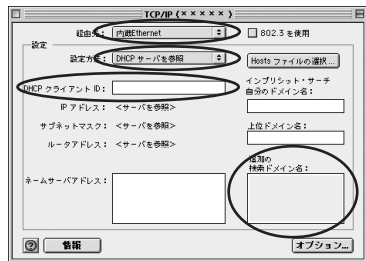 TCP/IP (×××××)
経由先： 内蔵Ethernet
802.3 を使用
設定
設定方法： DHCP サーバを参照
Hosts ファイルの選択...
DHCP クライアント ID：
インプリシット・サーチ
自分のドメイン名：
IP アドレス： <サーバを参照>
サブネットマスク： <サーバを参照>
上位ドメイン名：
ルータアドレス： <サーバを参照>
追加の
検索ドメイン名：
ネームサーバアドレス：
? 情報
オプション...